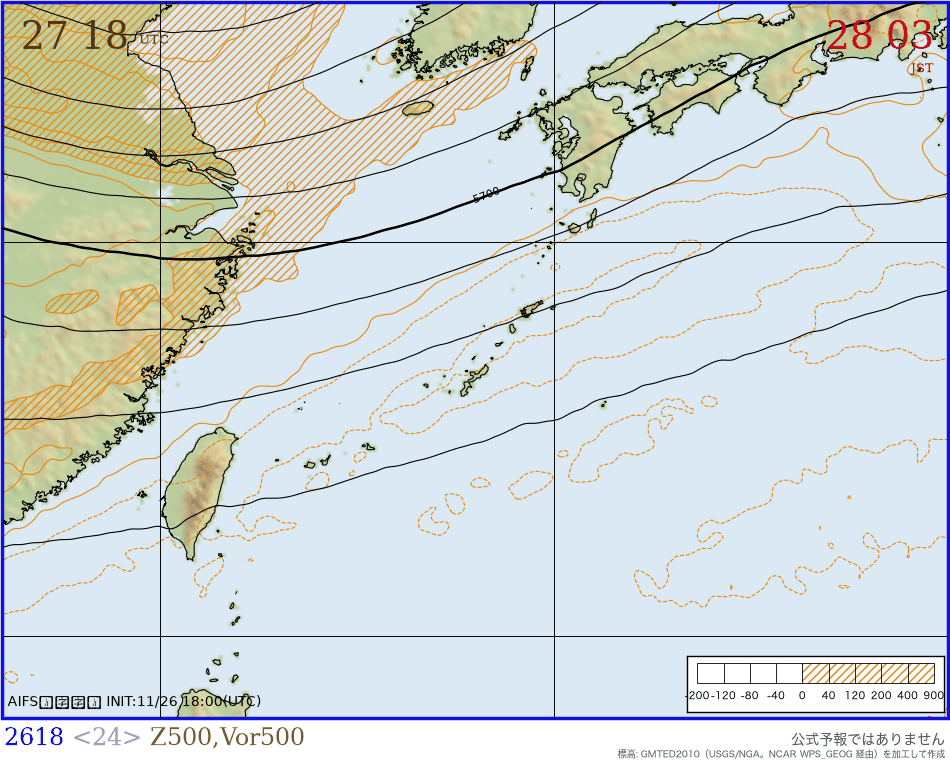 27 18 UTC
28 03 JST
5700
-200 -120 -80 -40 0 40 120 200 400 900
AIFS INIT:11/26 18:00(UTC)
2618 <24> Z500,Vor500
公式予報ではありません
標高: GMTED2010（USGS/NGA。NCAR WPS_GEOG 経由）を加工して作成